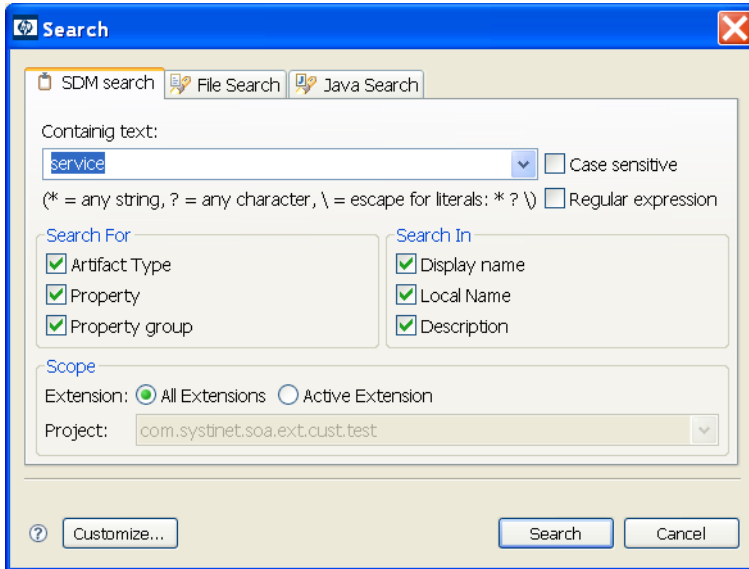 Search
SDM search File Search Java Search
Containig text:
service Case sensitive
(* = any string, ? = any character, \ = escape for literals: * ? \) Regular expression
Search For Search In
Artifact Type Display name
Property Local Name
Property group Description
Scope
Extension: All Extensions Active Extension
Project: com.systinet.soa.ext.cust.test
? Customize... Search Cancel